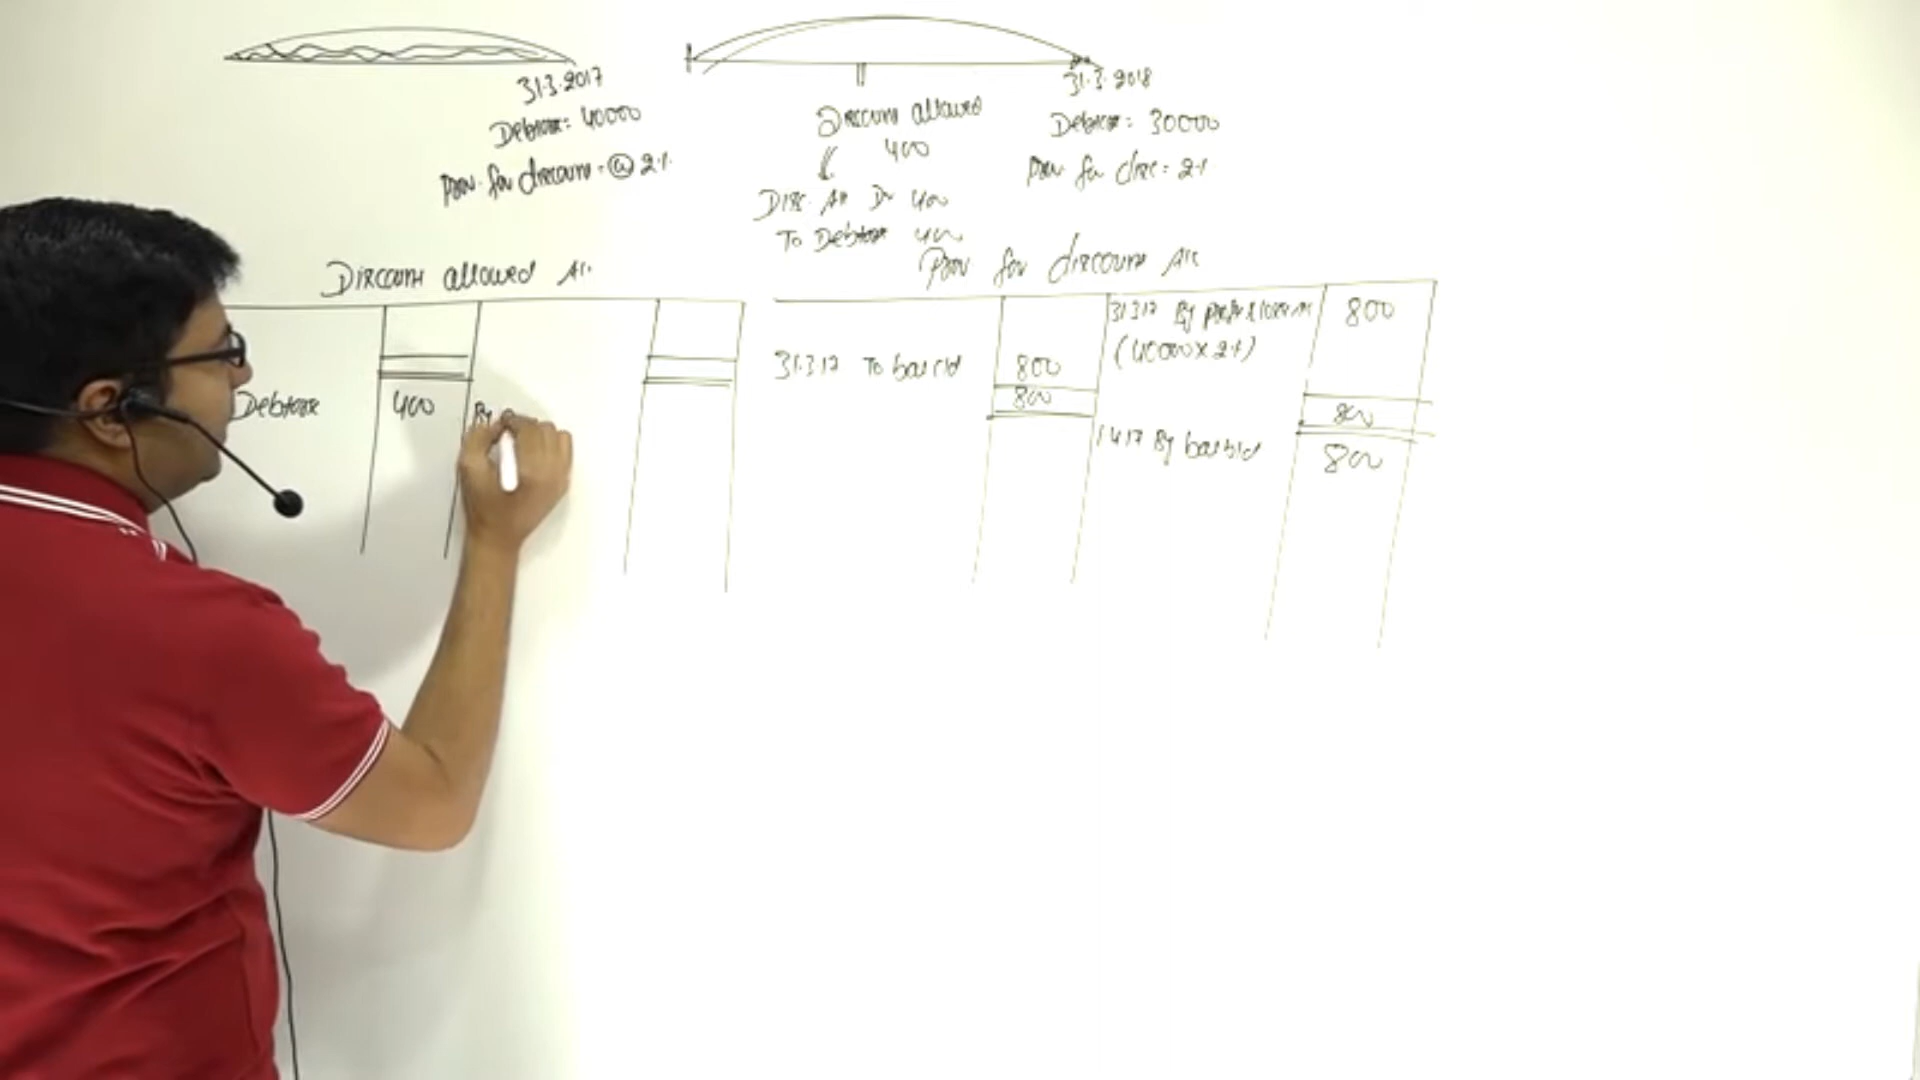 31.3.2017
Debtors: 40000
Prov. for discount - @ 2%
Discount allowed
400
Disc. All Dr 400
To Debtors 400
31.3.2018
Debtors: 30000
Prov. for disc = 2%
Discount allowed A/c
Debtors 400 By
Prov for discount A/c
31.3.17 By 800
(40000 x 2%)
31.3.17 To bal c/d 800
800 800
1.4.17 By bal b/d 800